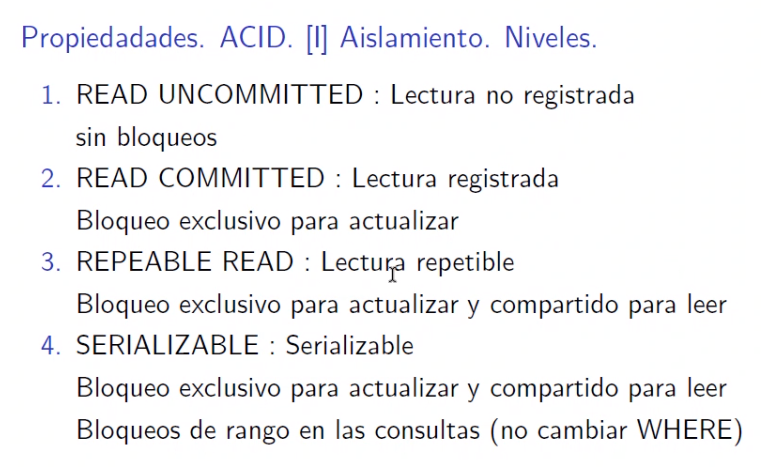 Propiedadades. ACID. [I] Aislamiento. Niveles.
1. READ UNCOMMITTED : Lectura no registrada
sin bloqueos
2. READ COMMITTED : Lectura registrada
Bloqueo exclusivo para actualizar
3. REPEABLE READ : Lectura repetible
Bloqueo exclusivo para actualizar y compartido para leer
4. SERIALIZABLE : Serializable
Bloqueo exclusivo para actualizar y compartido para leer
Bloqueos de rango en las consultas (no cambiar WHERE)